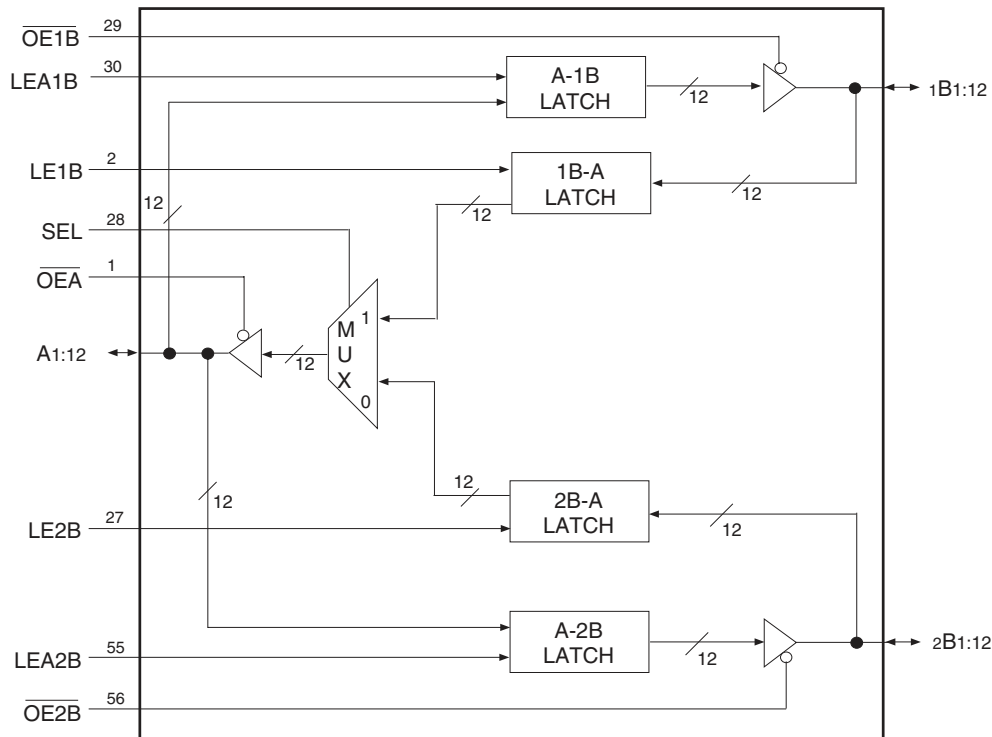 OE1B 29
LEA1B 30
A-1B
LATCH
12
1B1:12
LE1B 2
1B-A
LATCH
12
12
12
SEL 28
OEA 1
M
U
X
1
0
A1:12
12
12
12
2B-A
LATCH
12
LE2B 27
A-2B
LATCH
12
2B1:12
LEA2B 55
OE2B 56